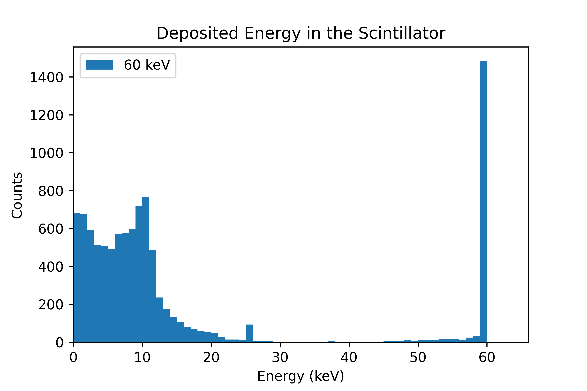 Deposited Energy in the Scintillator
60 keV
1400
1200
1000
800
600
400
200
0
Counts
0 10 20 30 40 50 60
Energy (keV)